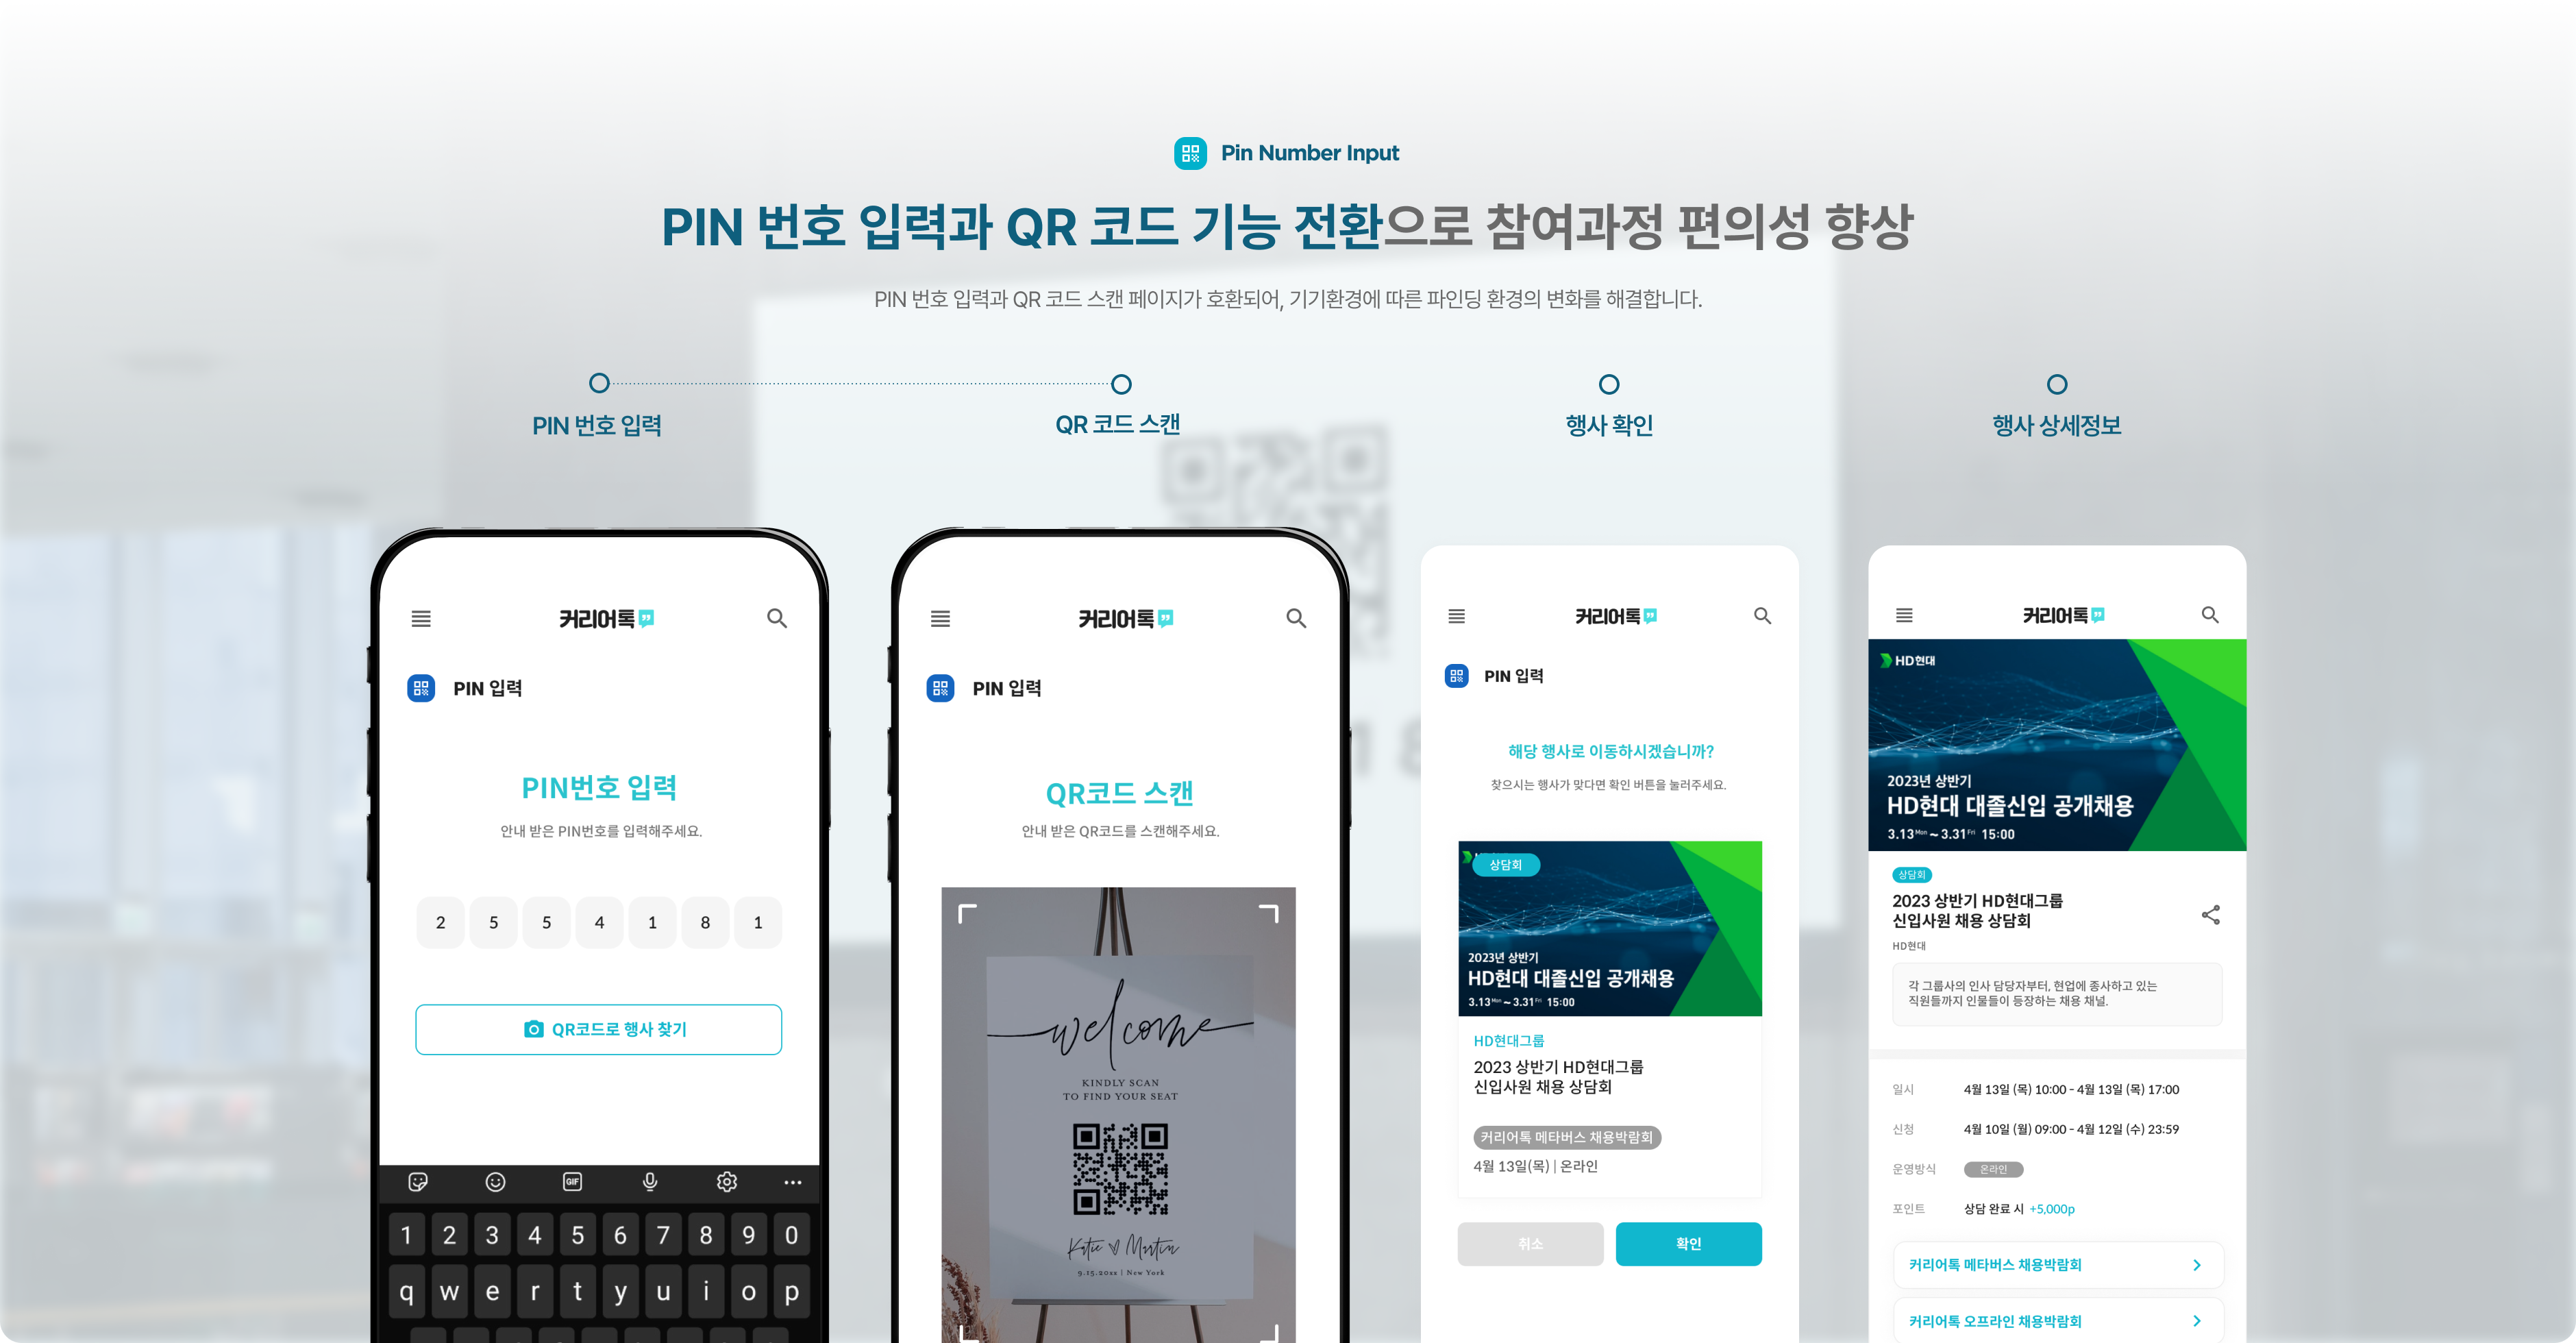 Pin Number Input
PIN 번호 입력과 QR 코드 기능 전환으로 참여과정 편의성 향상
PIN 번호 입력과 QR 코드 스캔 페이지가 호환되어, 기기환경에 따른 파인딩 환경의 변화를 해결합니다.
PIN 번호 입력
QR 코드 스캔
행사 확인
행사 상세정보
커리어톡
PIN 입력
PIN번호 입력
안내 받은 PIN번호를 입력해주세요.
2 5 5 4 1 8 1
QR코드로 행사 찾기
GIF
1 2 3 4 5 6 7 8 9 0
q w e r t y u i o p
커리어톡
PIN 입력
QR코드 스캔
안내 받은 QR코드를 스캔해주세요.
welcome
KINDLY SCAN
TO FIND YOUR SEAT
Katie Martin
9.15.20xx | New York
커리어톡
PIN 입력
해당 행사로 이동하시겠습니까?
찾으시는 행사가 맞다면 확인 버튼을 눌러주세요.
상담회
2023년 상반기
HD현대 대졸신입 공개채용
3.13 Mon ~ 3.31 Fri 15:00
HD현대그룹
2023 상반기 HD현대그룹
신입사원 채용 상담회
커리어톡 메타버스 채용박람회
4월 13일(목) | 온라인
취소
확인
커리어톡
HD현대
2023년 상반기
HD현대 대졸신입 공개채용
3.13 Mon ~ 3.31 Fri 15:00
상담회
2023 상반기 HD현대그룹
신입사원 채용 상담회
HD현대
각 그룹사의 인사 담당자부터, 현업에 종사하고 있는
직원들까지 인물들이 등장하는 채용 채널.
일시 4월 13일 (목) 10:00 - 4월 13일 (목) 17:00
신청 4월 10일 (월) 09:00 - 4월 12일 (수) 23:59
운영방식 온라인
포인트 상담 완료 시 +5,000p
커리어톡 메타버스 채용박람회
커리어톡 오프라인 채용박람회